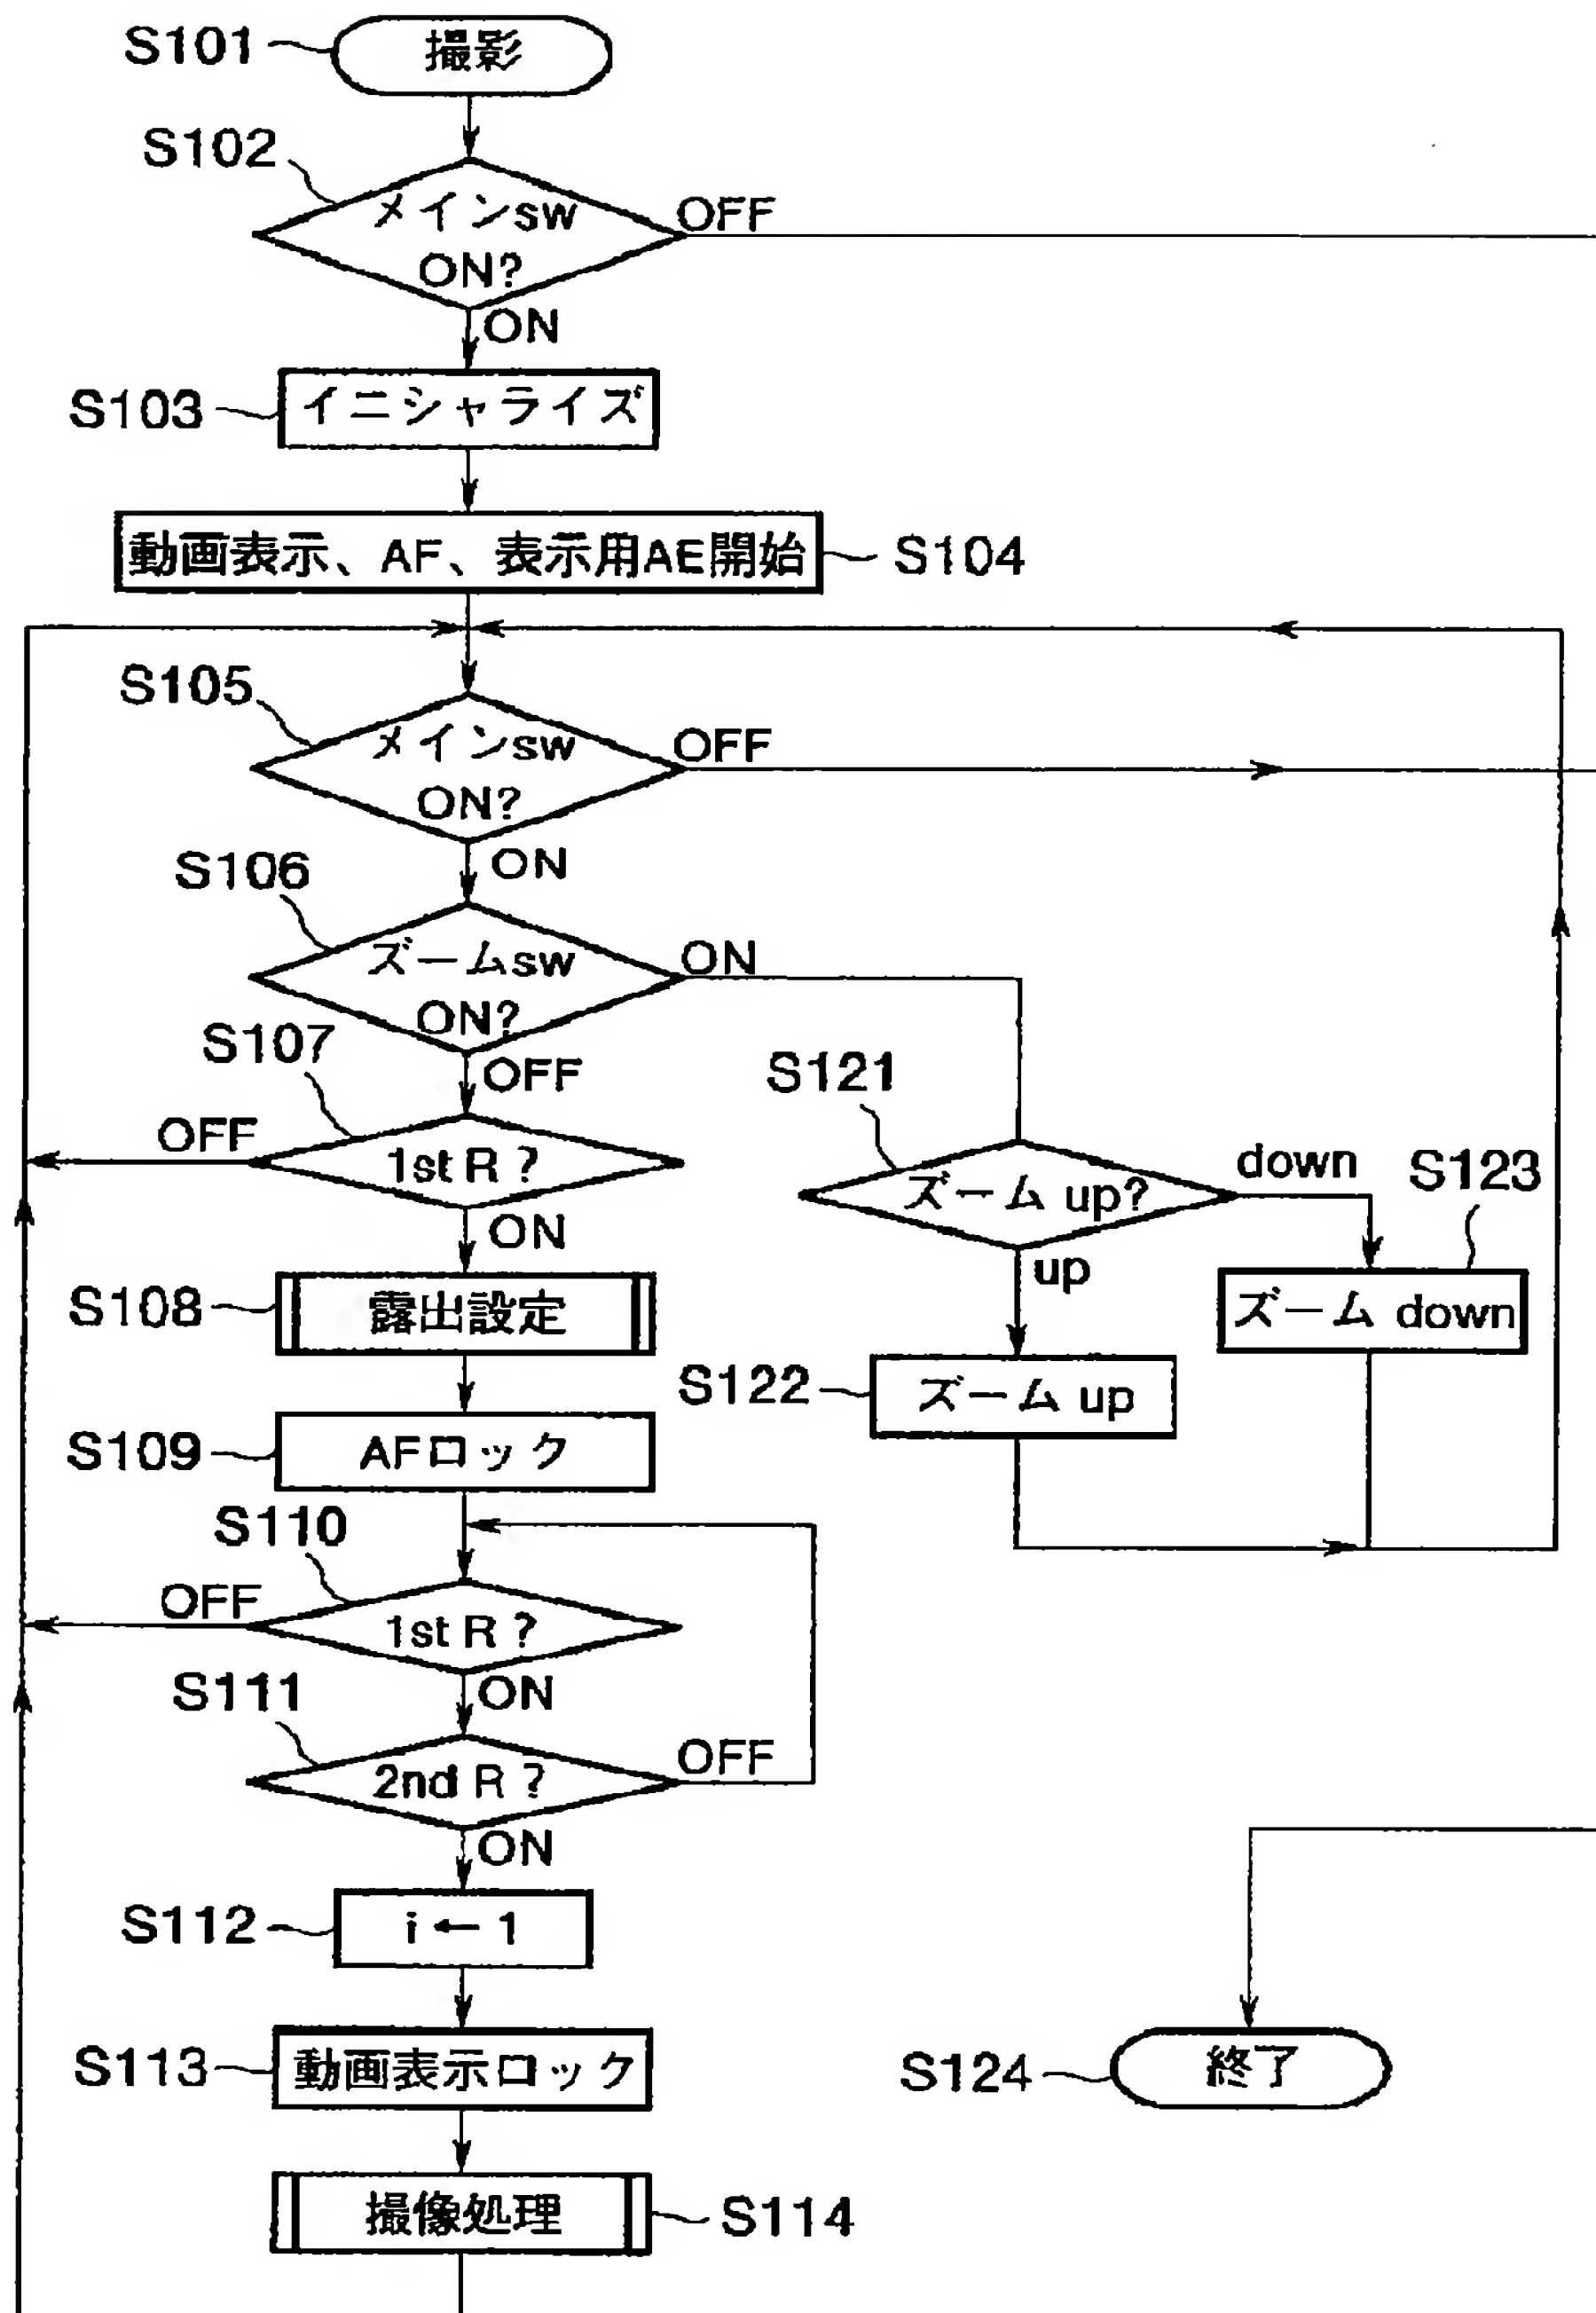 S101
撮影
S102
メインsw
ON?
OFF
ON
S103
イニシャライズ
動画表示、AF、表示用AE開始
S104
S105
メインsw
ON?
OFF
ON
S106
ズームsw
ON?
ON
OFF
S107
1st R ?
OFF
ON
S121
ズーム up?
down
up
S123
ズーム down
S122
ズーム up
S108
露出設定
S109
AFロック
S110
1st R ?
OFF
ON
S111
2nd R ?
OFF
ON
S112
i ← 1
S113
動画表示ロック
S124
終了
撮像処理
S114